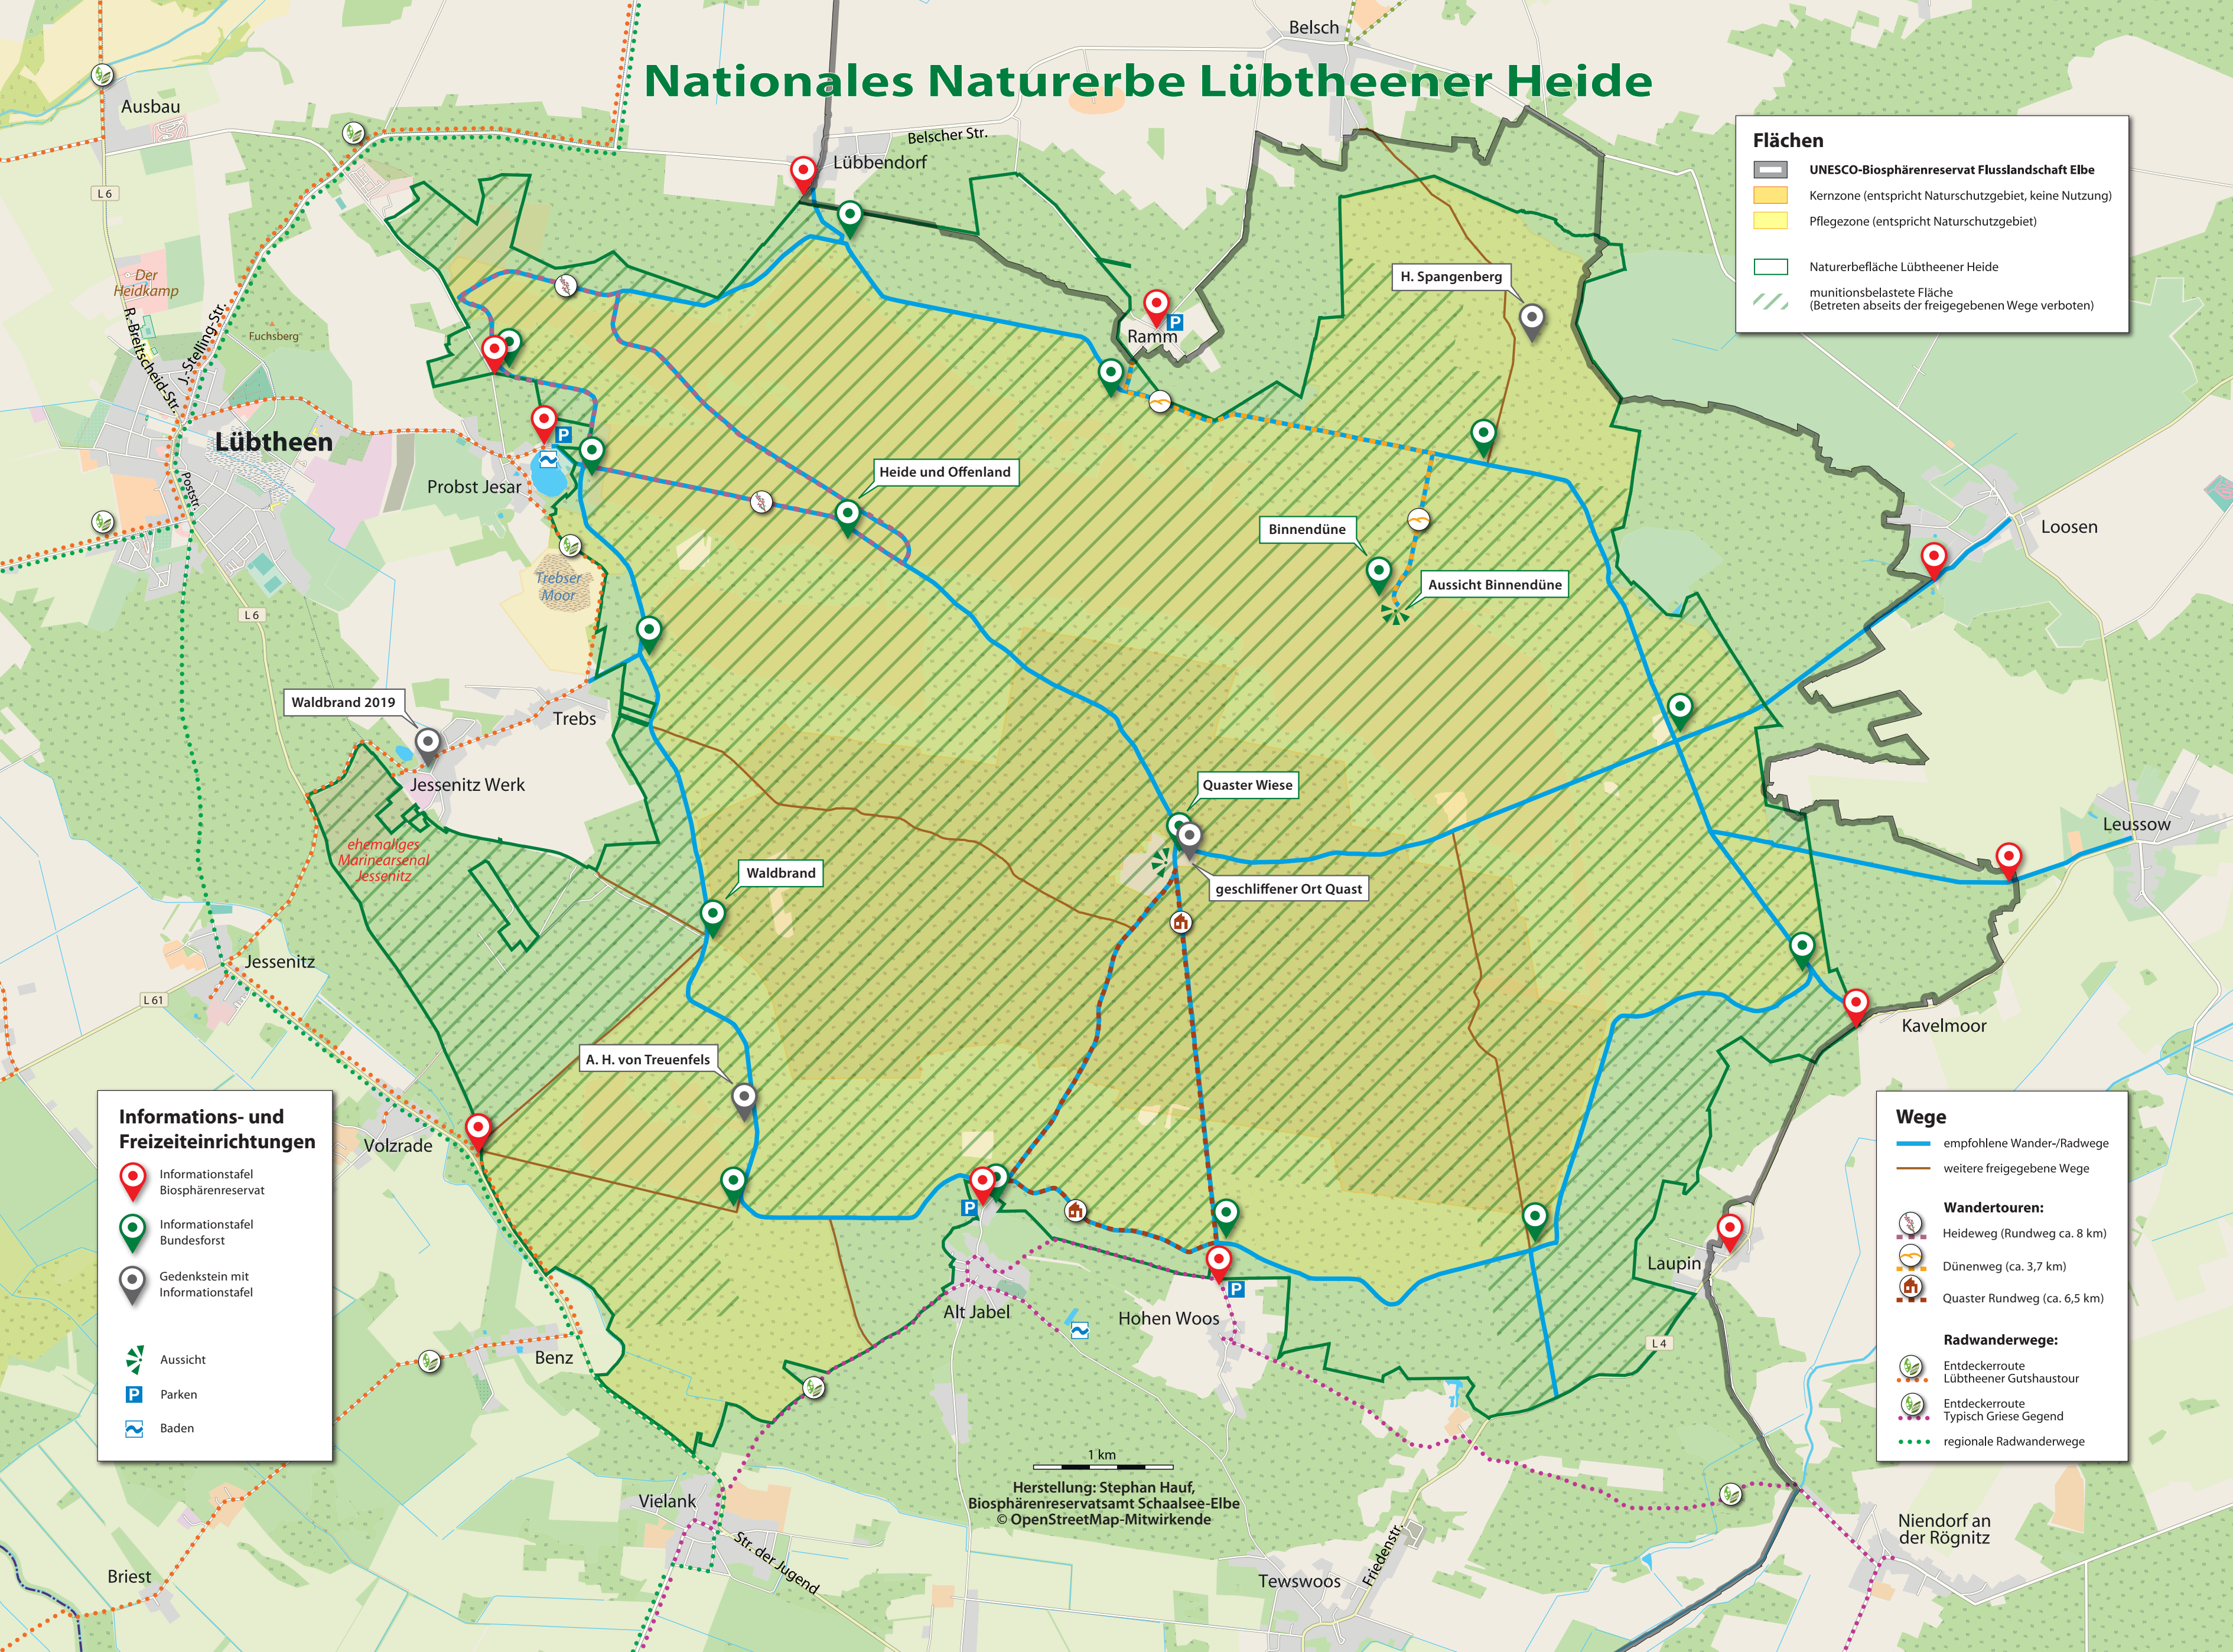 Nationales Naturerbe Lübtheener Heide
Belsch
Ausbau
Belscher Str.
Lübbendorf
L 6
Der
Heidkamp
R.-Breitscheid-Str.
J.-Stelling-Str.
Fuchsberg
Ramm
P
H. Spangenberg
Lübtheen
Poststr.
P
Probst Jesar
Heide und Offenland
Binnendüne
Aussicht Binnendüne
Loosen
Trebser
Moor
L 6
Waldbrand 2019
Trebs
Jessenitz Werk
Quaster Wiese
Leussow
ehemaliges
Marinearsenal
Jessenitz
Waldbrand
geschliffener Ort Quast
Jessenitz
L 61
Kavelmoor
A. H. von Treuenfels
Volzrade
P
Laupin
Alt Jabel
Hohen Woos
P
L 4
Benz
Vielank
Str. der Jugend
Briest
Friedenstr.
Tewswoos
Niendorf an
der Rögnitz
1 km
Herstellung: Stephan Hauf,
Biosphärenreservatsamt Schaalsee-Elbe
© OpenStreetMap-Mitwirkende
Flächen
UNESCO-Biosphärenreservat Flusslandschaft Elbe
Kernzone (entspricht Naturschutzgebiet, keine Nutzung)
Pflegezone (entspricht Naturschutzgebiet)
Naturerbefläche Lübtheener Heide
munitionsbelastete Fläche
(Betreten abseits der freigegebenen Wege verboten)
Informations- und
Freizeiteinrichtungen
Informationstafel
Biosphärenreservat
Informationstafel
Bundesforst
Gedenkstein mit
Informationstafel
Aussicht
P Parken
Baden
Wege
empfohlene Wander-/Radwege
weitere freigegebene Wege
Wandertouren:
Heideweg (Rundweg ca. 8 km)
Dünenweg (ca. 3,7 km)
Quaster Rundweg (ca. 6,5 km)
Radwanderwege:
Entdeckerroute
Lübtheener Gutshaustour
Entdeckerroute
Typisch Griese Gegend
regionale Radwanderwege